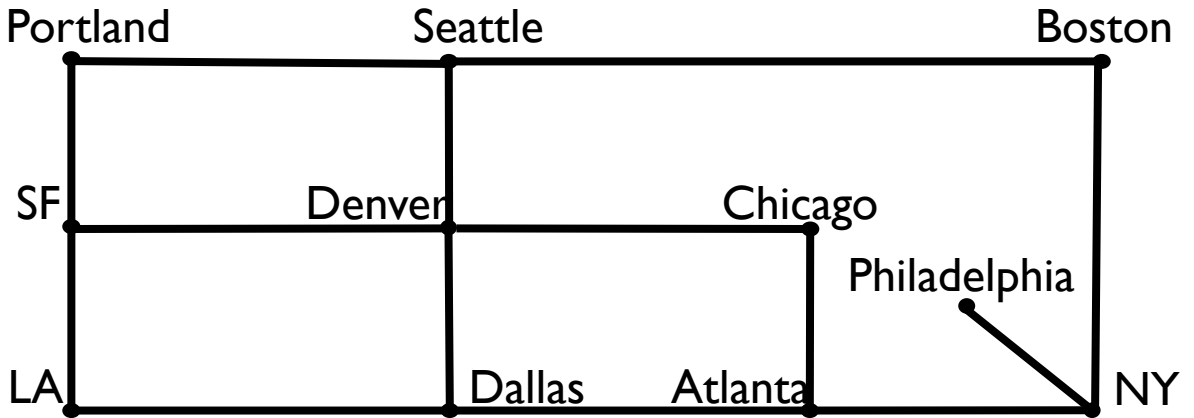 Portland
Seattle
Boston
SF
Denver
Chicago
Philadelphia
LA
Dallas
Atlanta
NY